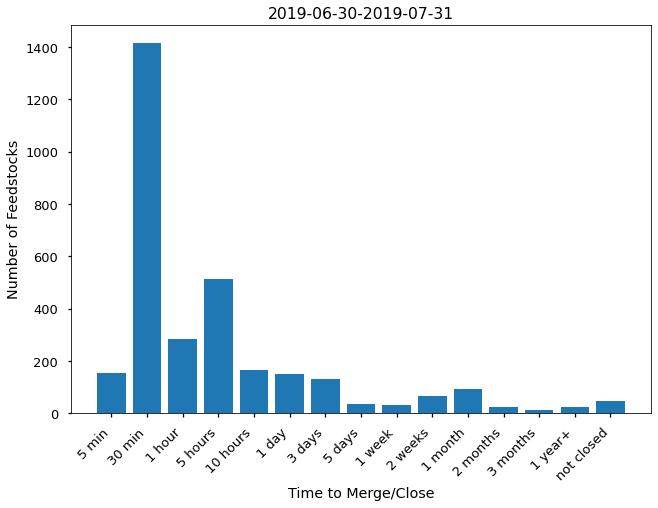 2019-06-30-2019-07-31
Number of Feedstocks
1400
1200
1000
800
600
400
200
0
5 min
30 min
1 hour
5 hours
10 hours
1 day
3 days
5 days
1 week
2 weeks
1 month
2 months
3 months
1 year+
not closed
Time to Merge/Close